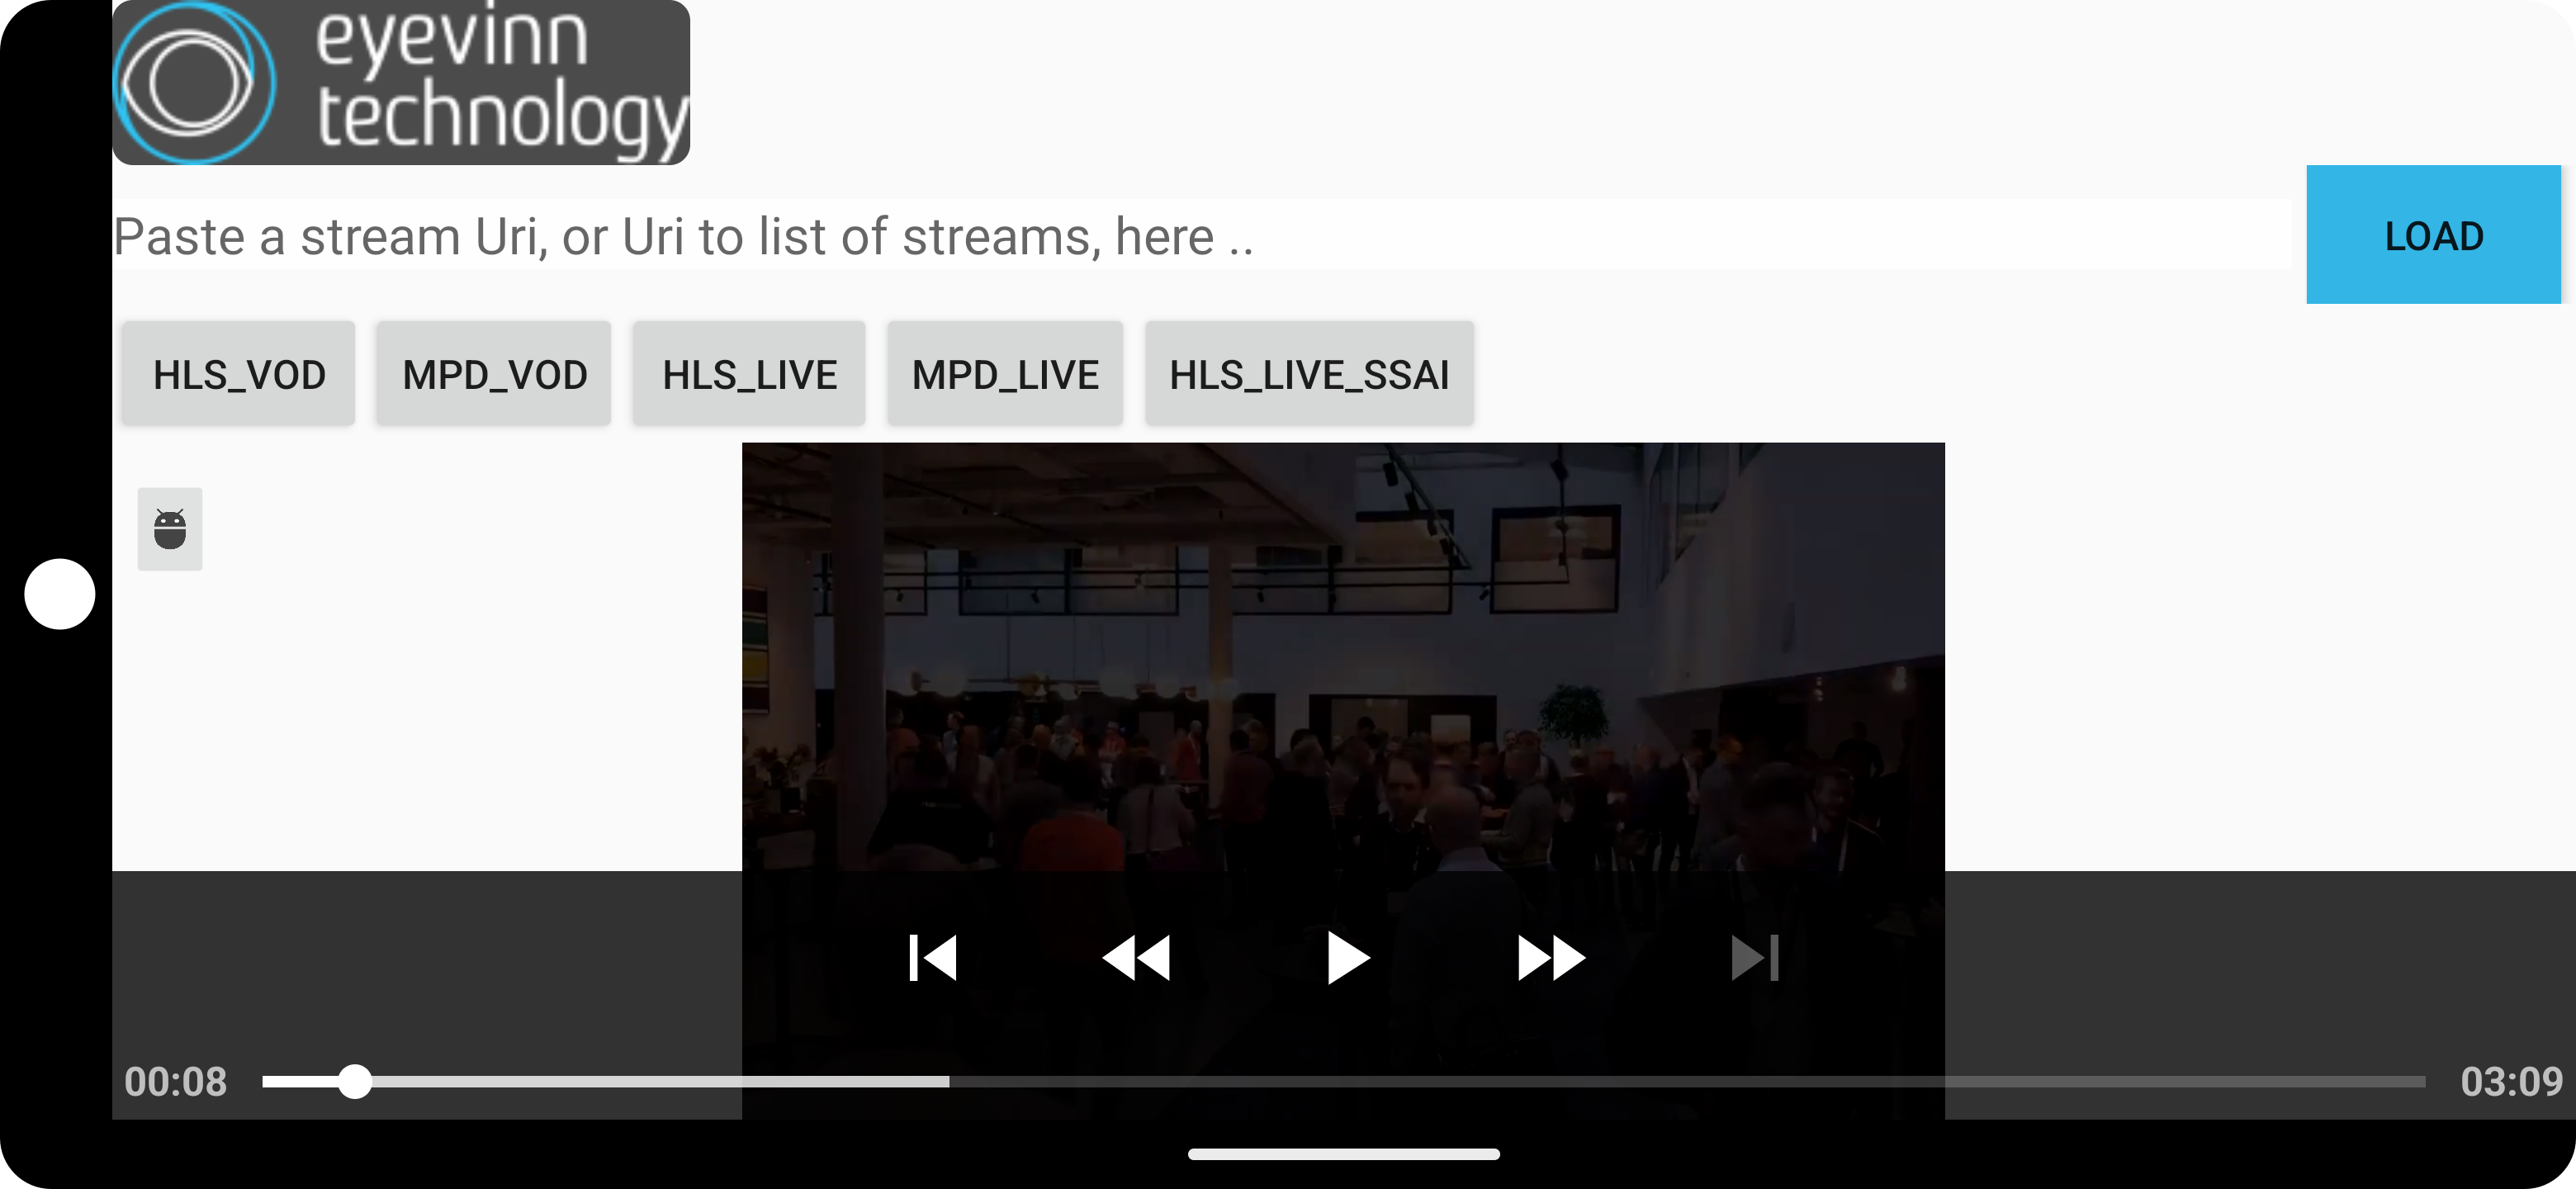 eyevinn
technology
Paste a stream Uri, or Uri to list of streams, here ..
LOAD
HLS_VOD
MPD_VOD
HLS_LIVE
MPD_LIVE
HLS_LIVE_SSAI
00:08
03:09